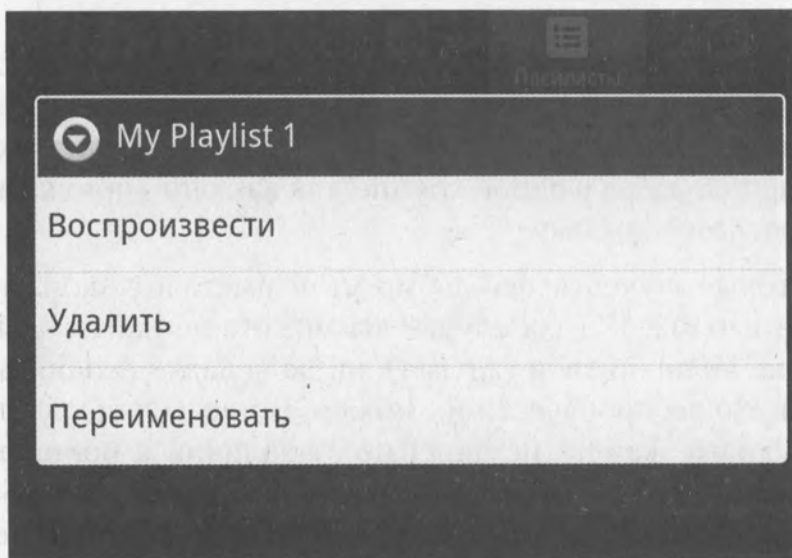 Плейлисты
My Playlist 1
Воспроизвести
Удалить
Переименовать